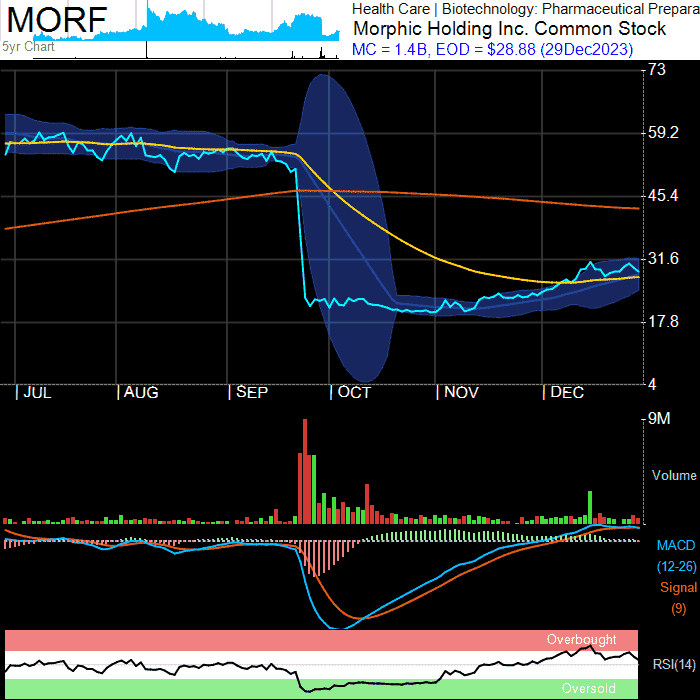 MORF
5yr Chart
Health Care | Biotechnology: Pharmaceutical Prepara
Morphic Holding Inc. Common Stock
MC = 1.4B, EOD = $28.88 (29Dec2023)
73
59.2
45.4
31.6
17.8
4
JUL AUG SEP OCT NOV DEC
9M
Volume
MACD
(12-26)
Signal
(9)
Overbought
RSI(14)
Oversold